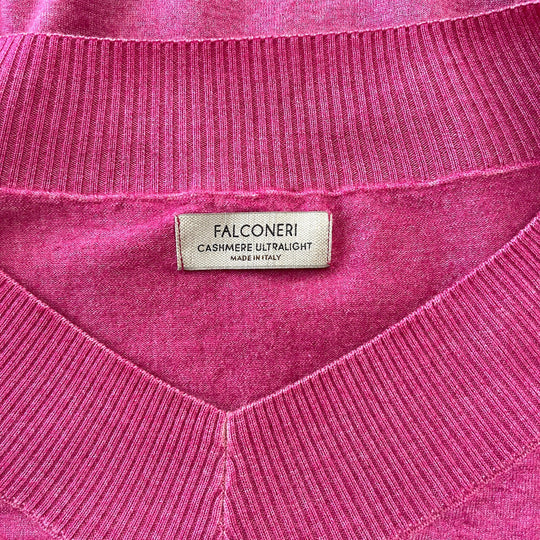 FALCONERI
CASHMERE ULTRALIGHT
MADE IN ITALY